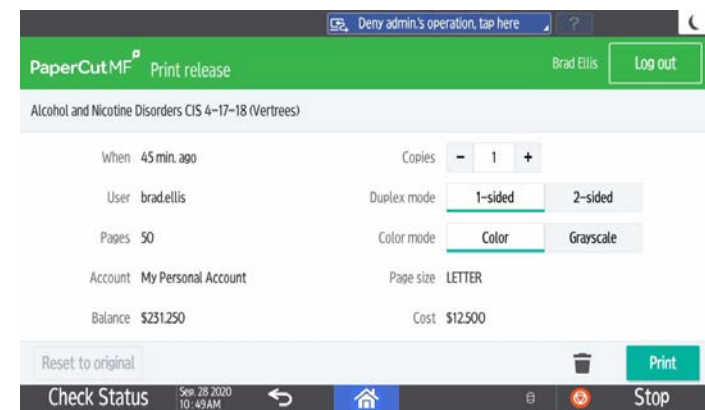 Deny admin.'s operation, tap here
?
PaperCut MF Print release
Brad Ellis
Log out
Alcohol and Nicotine Disorders CIS 4-17-18 (Vertrees)
When 45 min. ago
Copies - 1 +
User brad.ellis
Duplex mode 1-sided 2-sided
Pages 50
Color mode Color Grayscale
Account My Personal Account
Page size LETTER
Balance $231.250
Cost $12.500
Reset to original
Print
Check Status
Sep. 28 2020
10:49AM
Stop